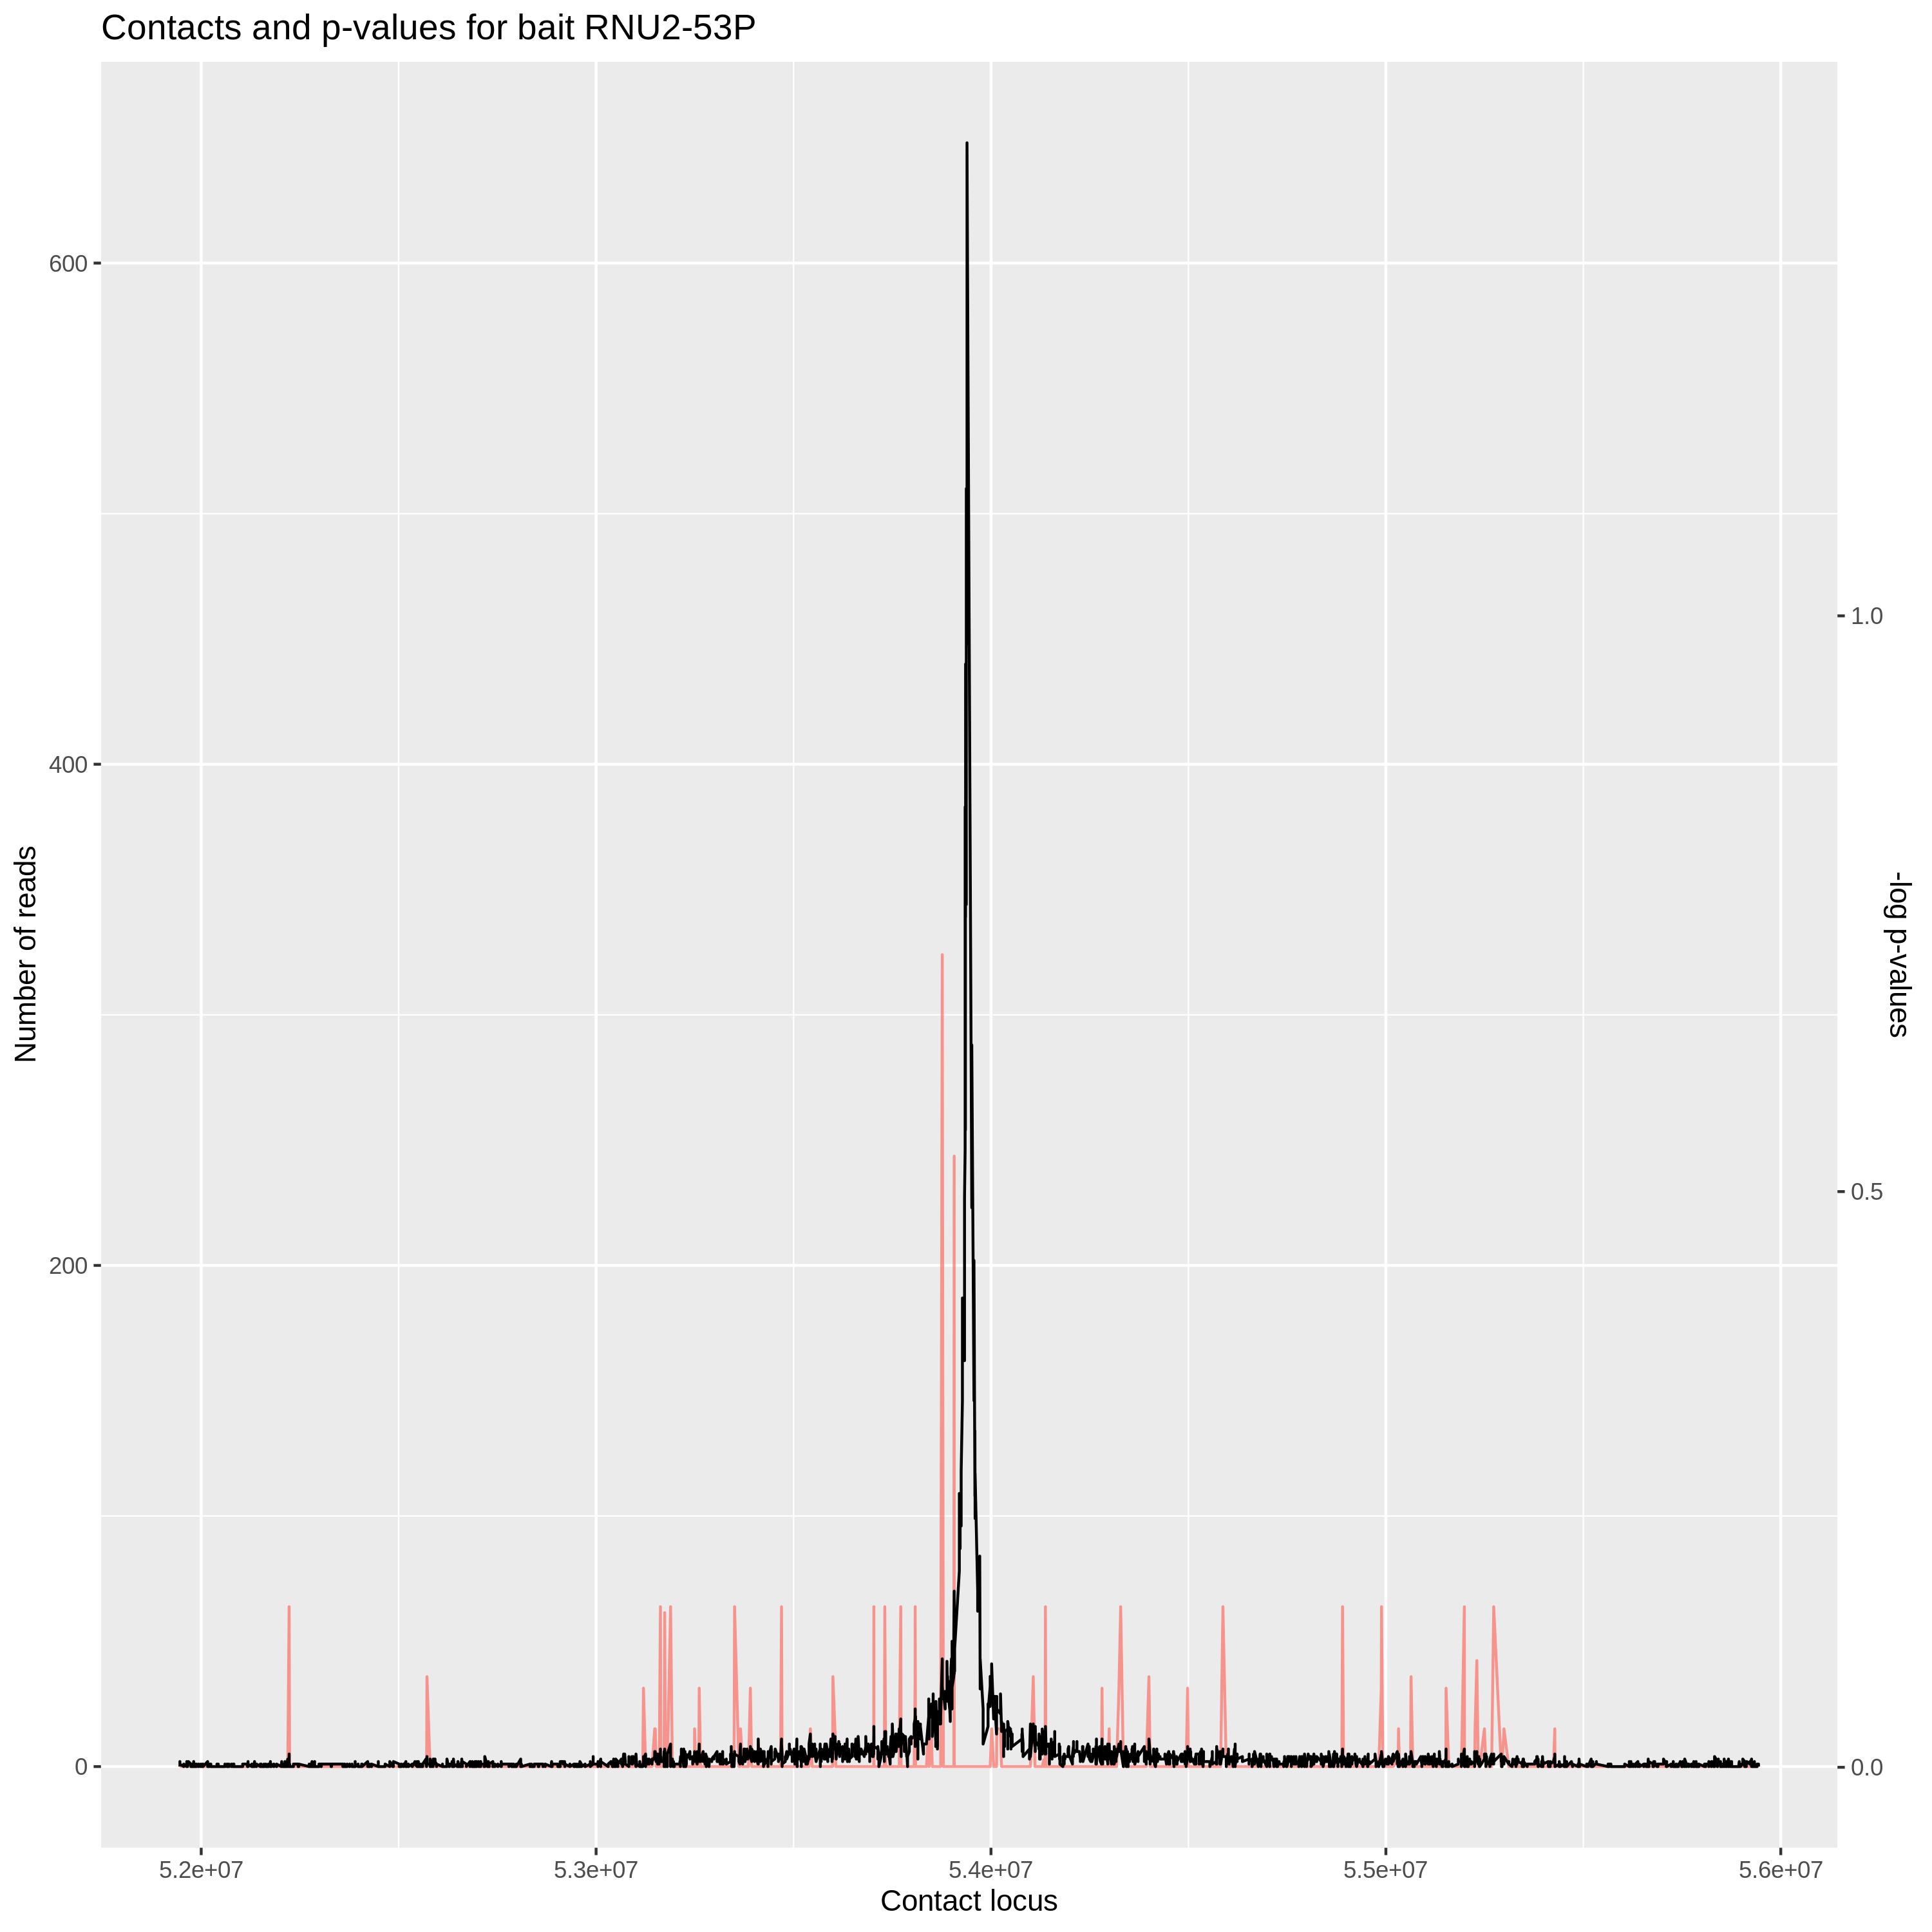 Contacts and p-values for bait RNU2-53P
600
400
200
0
Number of reads
1.0
0.5
0.0
-log p-values
5.2e+07
5.3e+07
5.4e+07
5.5e+07
5.6e+07
Contact locus